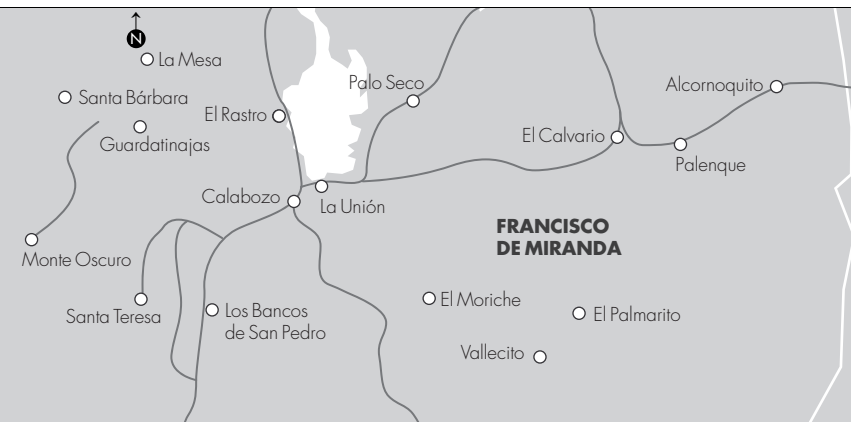 N
La Mesa
Palo Seco
Alcornoquito
Santa Bárbara
El Rastro
Guardatinajas
El Calvario
Palenque
Calabozo
La Unión
FRANCISCO
DE MIRANDA
Monte Oscuro
El Moriche
Santa Teresa
Los Bancos
de San Pedro
El Palmarito
Vallecito